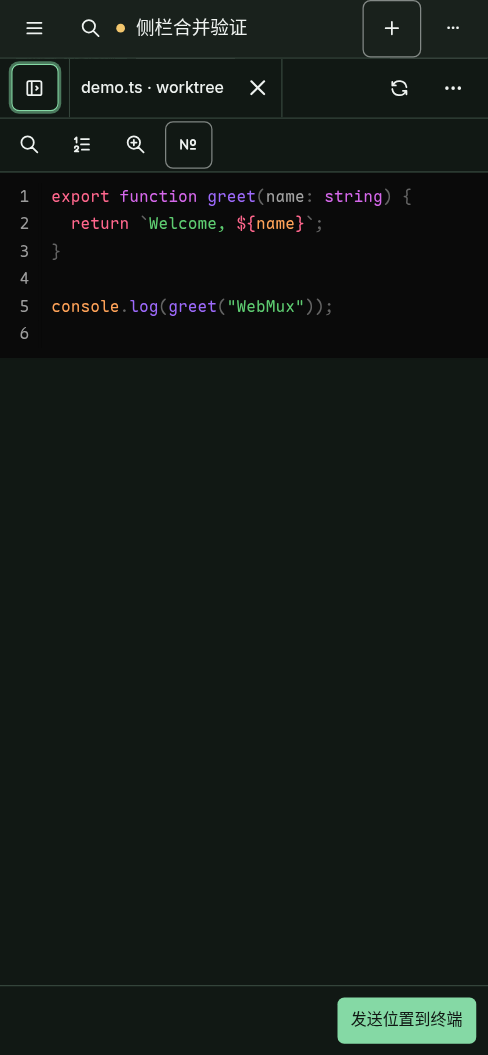 侧栏合并验证
demo.ts · worktree
Nº
1 export function greet(name: string) {
2   return `Welcome, ${name}`;
3 }
4
5 console.log(greet("WebMux"));
6
发送位置到终端